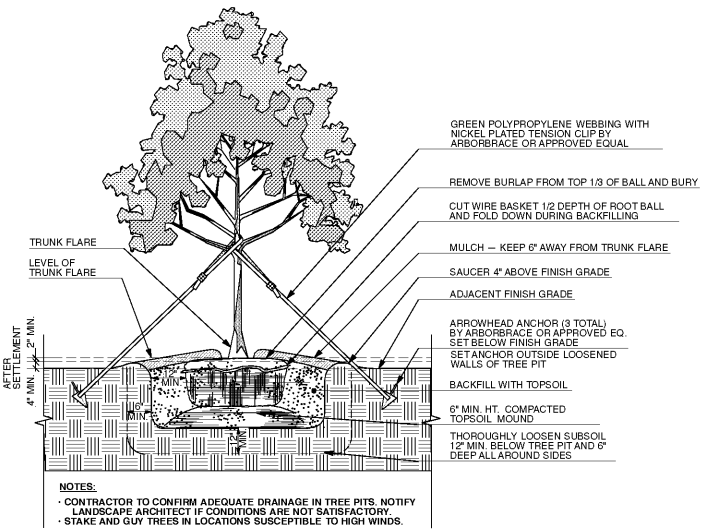 GREEN POLYPROPYLENE WEBBING WITH
NICKEL PLATED TENSION CLIP BY
ARBORBRACE OR APPROVED EQUAL
REMOVE BURLAP FROM TOP 1/3 OF BALL AND BURY
CUT WIRE BASKET 1/2 DEPTH OF ROOT BALL
AND FOLD DOWN DURING BACKFILLING
MULCH — KEEP 6" AWAY FROM TRUNK FLARE
SAUCER 4" ABOVE FINISH GRADE
ADJACENT FINISH GRADE
ARROWHEAD ANCHOR (3 TOTAL)
BY ARBORBRACE OR APPROVED EQ.
SET BELOW FINISH GRADE
SET ANCHOR OUTSIDE LOOSENED
WALLS OF TREE PIT
BACKFILL WITH TOPSOIL
6" MIN. HT. COMPACTED
TOPSOIL MOUND
THOROUGHLY LOOSEN SUBSOIL
12" MIN. BELOW TREE PIT AND 6"
DEEP ALL AROUND SIDES
TRUNK FLARE
LEVEL OF
TRUNK FLARE
AFTER
SETTLEMENT
4" MIN. 2" MIN.
12"
MIN
6"
MIN.
12"
MIN.
NOTES:
· CONTRACTOR TO CONFIRM ADEQUATE DRAINAGE IN TREE PITS. NOTIFY
LANDSCAPE ARCHITECT IF CONDITIONS ARE NOT SATISFACTORY.
· STAKE AND GUY TREES IN LOCATIONS SUSCEPTIBLE TO HIGH WINDS.